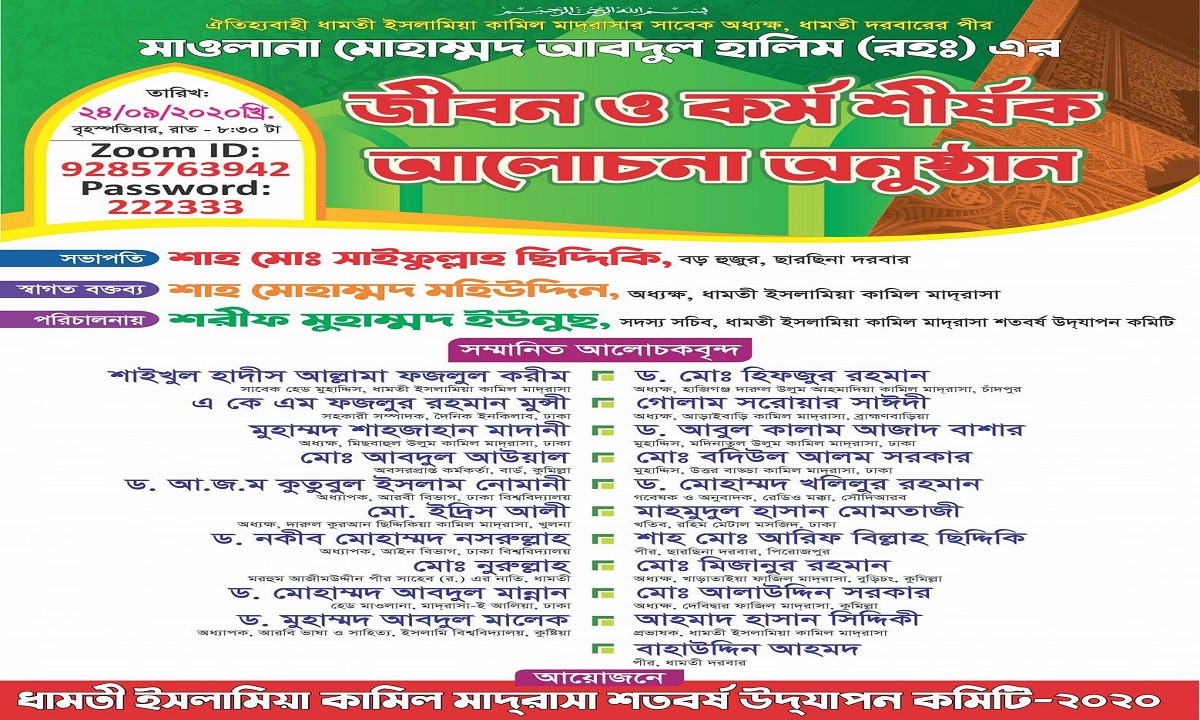 بسم الله الرحمن الرحيم
ঐতিহ্যবাহী ধামতী ইসলামিয়া কামিল মাদ্রাসার সাবেক অধ্যক্ষ, ধামতী দরবারের পীর
মাওলানা মোহাম্মদ আবদুল হালিম (রহঃ) এর
জীবন ও কর্ম শীর্ষক
আলোচনা অনুষ্ঠান
তারিখ:
২৪/০৯/২০২০খ্রি.
বৃহস্পতিবার, রাত - ৮:৩০ টা
Zoom ID:
9285763942
Password:
222333
সভাপতি শাহ মোঃ সাইফুল্লাহ ছিদ্দিকি, বড় হুজুর, ছারছিনা দরবার
স্বাগত বক্তব্য শাহ মোহাম্মদ মহিউদ্দিন, অধ্যক্ষ, ধামতী ইসলামিয়া কামিল মাদ্রাসা
পরিচালনায় শরীফ মুহাম্মদ ইউনুছ, সদস্য সচিব, ধামতী ইসলামিয়া কামিল মাদ্রাসা শতবর্ষ উদ্যাপন কমিটি
সম্মানিত আলোচকবৃন্দ
শাইখুল হাদীস আল্লামা ফজলুল করীম
সাবেক হেড মুহাদ্দিস, ধামতী ইসলামিয়া কামিল মাদ্রাসা
এ কে এম ফজলুর রহমান মুন্সী
সহকারী সম্পাদক, দৈনিক ইনকিলাব, ঢাকা
মুহাম্মদ শাহজাহান মাদানী
অধ্যক্ষ, মিছবাহুল উলুম কামিল মাদ্রাসা, ঢাকা
মোঃ আবদুল আউয়াল
অবসরপ্রাপ্ত কর্মকর্তা, বার্ড, কুমিল্লা
ড. আ.জ.ম কুতুবুল ইসলাম নোমানী
অধ্যাপক, আরবী বিভাগ, ঢাকা বিশ্ববিদ্যালয়
মো. ইদ্রিস আলী
অধ্যক্ষ, দারুল কুরআন ছিদ্দিকিয়া কামিল মাদ্রাসা, খুলনা
ড. নকীব মোহাম্মদ নসরুল্লাহ
অধ্যাপক, আইন বিভাগ, ঢাকা বিশ্ববিদ্যালয়
মোঃ নুরুল্লাহ
মরহুম আজীমউদ্দীন পীর সাহেব (র.) এর নাতি, ধামতী
ড. মোহাম্মদ আবদুল মান্নান
হেড মাওলানা, মাদ্রাসা-ই আলিয়া, ঢাকা
ড. মুহাম্মদ আবদুল মালেক
অধ্যাপক, আরবি ভাষা ও সাহিত্য, ইসলামি বিশ্ববিদ্যালয়, কুষ্টিয়া
ড. মোঃ হিফজুর রহমান
অধ্যক্ষ, হাজিগঞ্জ দারুল উলুম আহমাদিয়া কামিল মাদ্রাসা, চাঁদপুর
গোলাম সরোয়ার সাঈদী
অধ্যক্ষ, আড়াইবাড়ি কামিল মাদ্রাসা, ব্রাহ্মণবাড়িয়া
ড. আবুল কালাম আজাদ বাশার
মুহাদ্দিস, মদিনাতুল উলুম কামিল মাদ্রাসা, ঢাকা
মোঃ বদিউল আলম সরকার
মুহাদ্দিস, উত্তর বাড্ডা কামিল মাদ্রাসা, ঢাকা
ড. মোহাম্মদ খলিলুর রহমান
গবেষক ও অনুবাদক, রেডিও মক্কা, সৌদিআরব
মাহমুদুল হাসান মোমতাজী
খতিব, রহিম মেটাল মসজিদ, ঢাকা
শাহ মোঃ আরিফ বিল্লাহ ছিদ্দিকি
পীর, ছারছিনা দরবার, পিরোজপুর
মোঃ মিজানুর রহমান
অধ্যক্ষ, খাড়াতাইয়া ফাজিল মাদ্রাসা, বুড়িচং, কুমিল্লা
মোঃ আলাউদ্দিন সরকার
অধ্যক্ষ, দেবিদ্বার ফাজিল মাদ্রাসা, কুমিল্লা
আহমাদ হাসান সিদ্দিকী
প্রভাষক, ধামতী ইসলামিয়া কামিল মাদ্রাসা
বাহাউদ্দিন আহমদ
পীর, ধামতী দরবার
আয়োজনে
ধামতী ইসলামিয়া কামিল মাদ্রাসা শতবর্ষ উদ্যাপন কমিটি-২০২০